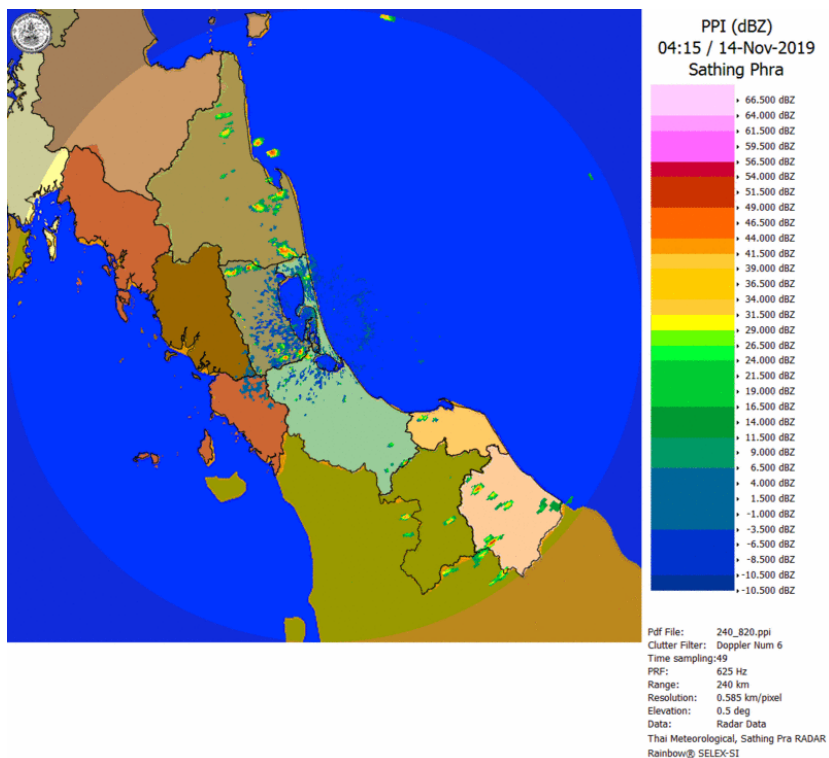 PPI (dBZ)
04:15 / 14-Nov-2019
Sathing Phra
66.500 dBZ
64.000 dBZ
61.500 dBZ
59.500 dBZ
56.500 dBZ
54.000 dBZ
51.500 dBZ
49.000 dBZ
46.500 dBZ
44.000 dBZ
41.500 dBZ
39.000 dBZ
36.500 dBZ
34.000 dBZ
31.500 dBZ
29.000 dBZ
26.500 dBZ
24.000 dBZ
21.500 dBZ
19.000 dBZ
16.500 dBZ
14.000 dBZ
11.500 dBZ
9.000 dBZ
6.500 dBZ
4.000 dBZ
1.500 dBZ
-1.000 dBZ
-3.500 dBZ
-6.500 dBZ
-8.500 dBZ
-10.500 dBZ
-10.500 dBZ
Pdf File: 240_820.ppi
Clutter Filter: Doppler Num 6
Time sampling:49
PRF: 625 Hz
Range: 240 km
Resolution: 0.585 km/pixel
Elevation: 0.5 deg
Data: Radar Data
Thai Meteorological, Sathing Pra RADAR
Rainbow® SELEX-SI